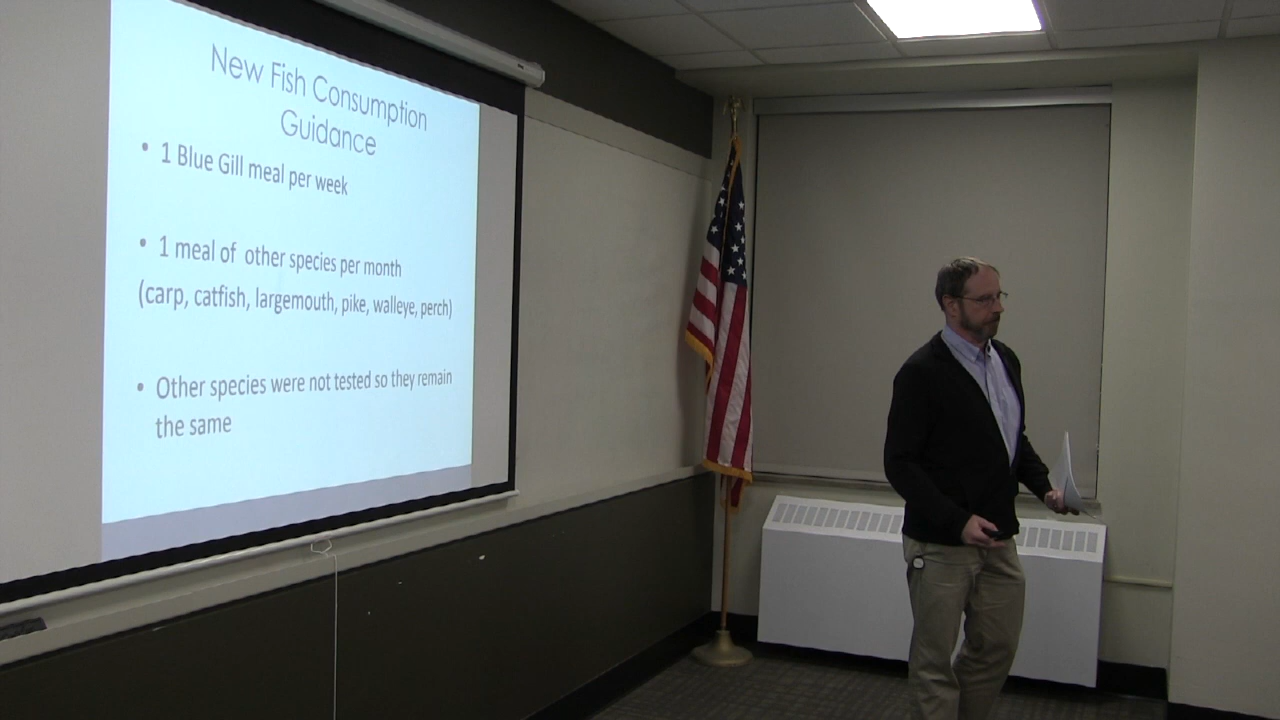 New Fish Consumption
Guidance
• 1 Blue Gill meal per week
• 1 meal of other species per month
(carp, catfish, largemouth, pike, walleye, perch)
• Other species were not tested so they remain
the same